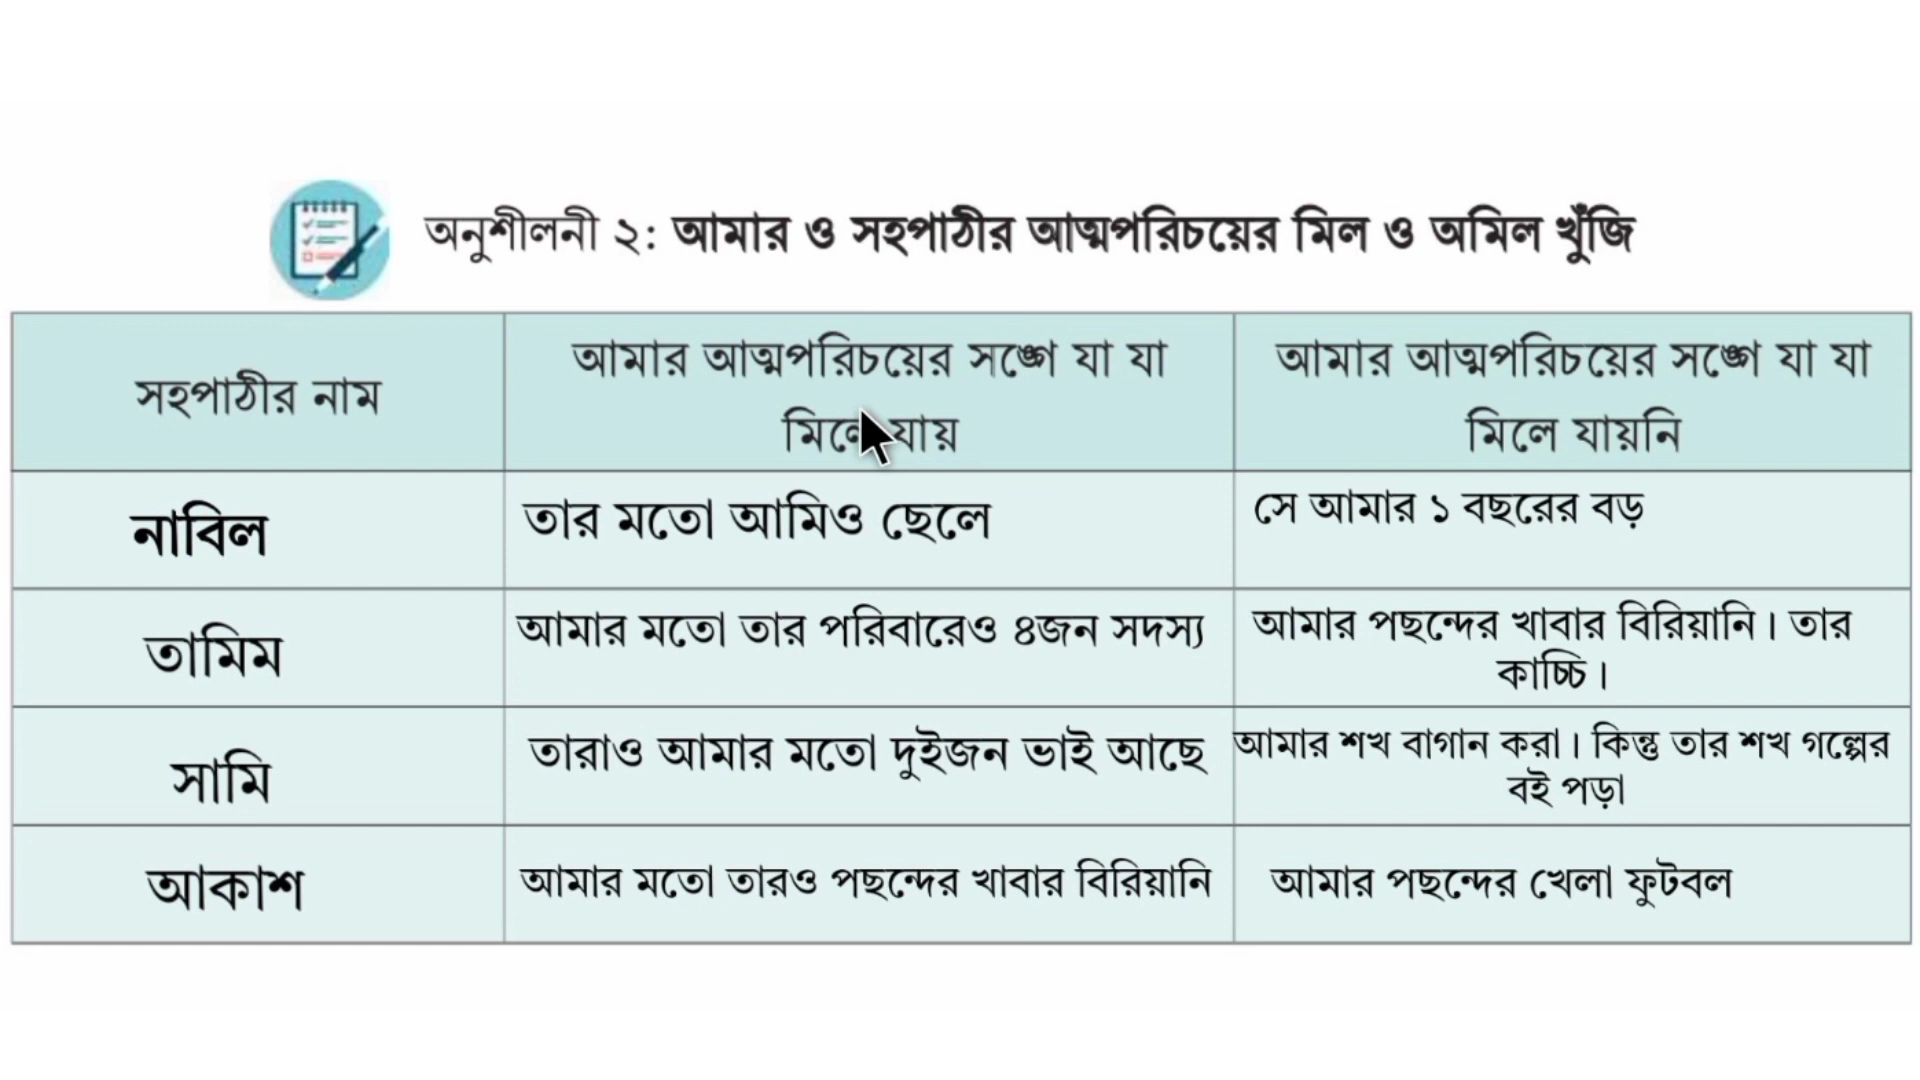 অনুশীলনী ২: আমার ও সহপাঠীর আত্মপরিচয়ের মিল ও অমিল খুঁজি
সহপাঠীর নাম
আমার আত্মপরিচয়ের সঙ্গে যা যা
মিলে যায়
আমার আত্মপরিচয়ের সঙ্গে যা যা
মিলে যায়নি
নাবিল
তার মতো আমিও ছেলে
সে আমার ১ বছরের বড়
তামিম
আমার মতো তার পরিবারেও ৪জন সদস্য
আমার পছন্দের খাবার বিরিয়ানি। তার
কাচ্চি।
সামি
তারাও আমার মতো দুইজন ভাই আছে
আমার শখ বাগান করা। কিন্তু তার শখ গল্পের
বই পড়া
আকাশ
আমার মতো তারও পছন্দের খাবার বিরিয়ানি
আমার পছন্দের খেলা ফুটবল